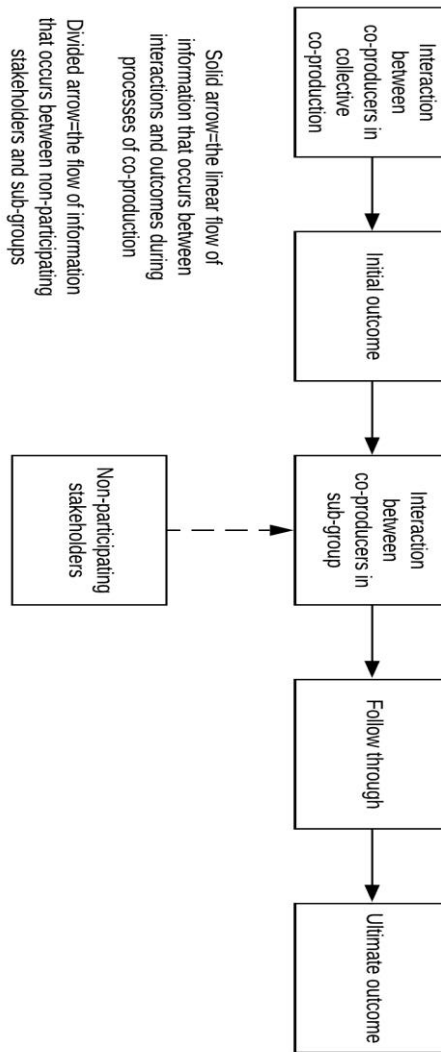 Interaction
between
co-producers in
collective
co-production
Initial outcome
Interaction
between
co-producers in
sub-group
Follow through
Ultimate outcome
Non-participating
stakeholders
Solid arrow=the linear flow of
information that occurs between
interactions and outcomes during
processes of co-production
Divided arrow=the flow of information
that occurs between non-participating
stakeholders and sub-groups